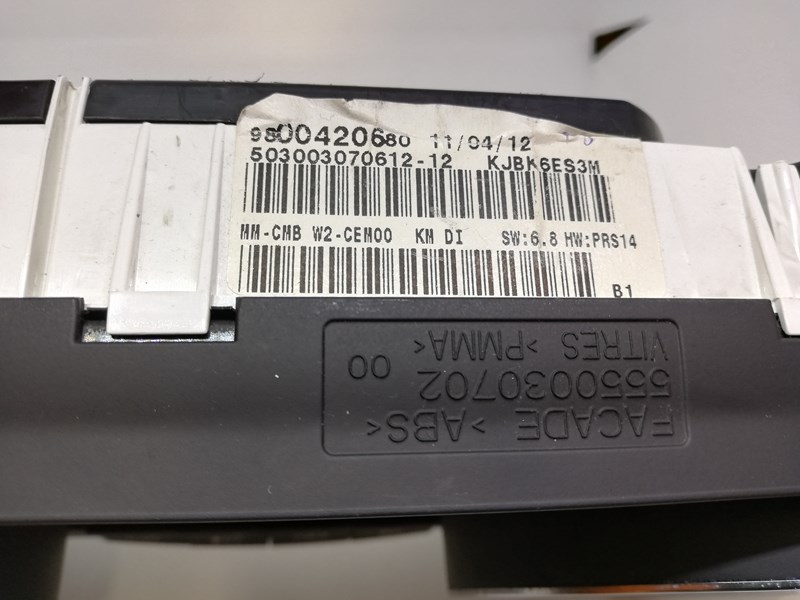 9800420680 11/04/12
503003070612-12 KJBK6ES3M
MM-CMB W2-CEM00 KM DI SW:6.8 HW:PRS14
B1
FACADE >ABS<
5550030702 00
VITRES >PMMA<